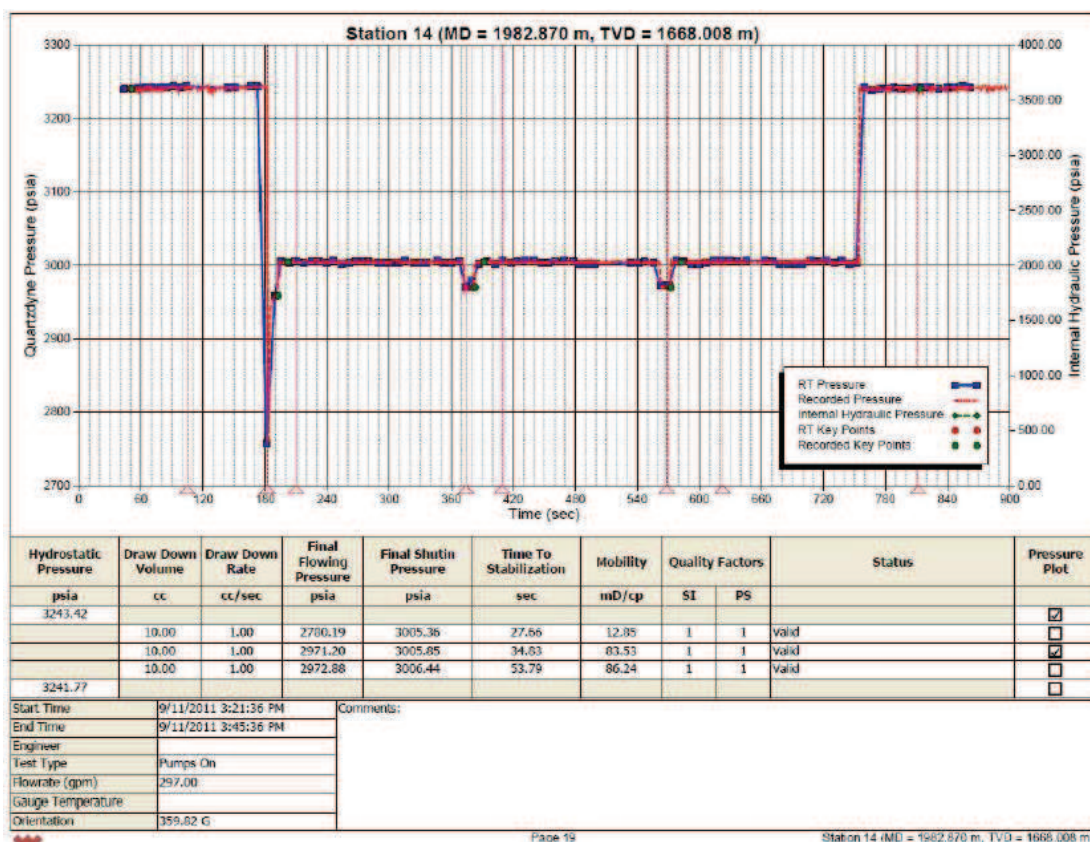 Station 14 (MD = 1982.870 m, TVD = 1668.008 m)
3300
3200
3100
3000
2900
2800
2700
Quartzdyne Pressure (psia)
4000.00
3500.00
3000.00
2500.00
2000.00
1500.00
1000.00
500.00
0.00
Internal Hydraulic Pressure (psia)
RT Pressure
Recorded Pressure
Internal Hydraulic Pressure
RT Key Points
Recorded Key Points
0 60 120 180 240 300 360 420 480 540 600 660 720 780 840 900
Time (sec)
Hydrostatic Pressure Draw Down Volume Draw Down Rate Final Flowing Pressure Final Shutin Pressure Time To Stabilization Mobility Quality Factors Status Pressure Plot
psia cc cc/sec psia psia sec mD/cp SI PS
3243.42
10.00 1.00 2780.19 3005.36 27.66 12.85 1 1 Valid
10.00 1.00 2971.20 3005.85 34.83 83.53 1 1 Valid
10.00 1.00 2972.88 3006.44 53.79 86.24 1 1 Valid
3241.77
Start Time 9/11/2011 3:21:36 PM Comments:
End Time 9/11/2011 3:45:36 PM
Engineer
Test Type Pumps On
Flowrate (gpm) 297.00
Gauge Temperature
Orientation 359.82 G
Page 19 Station 14 (MD = 1982.870 m, TVD = 1668.008 m)